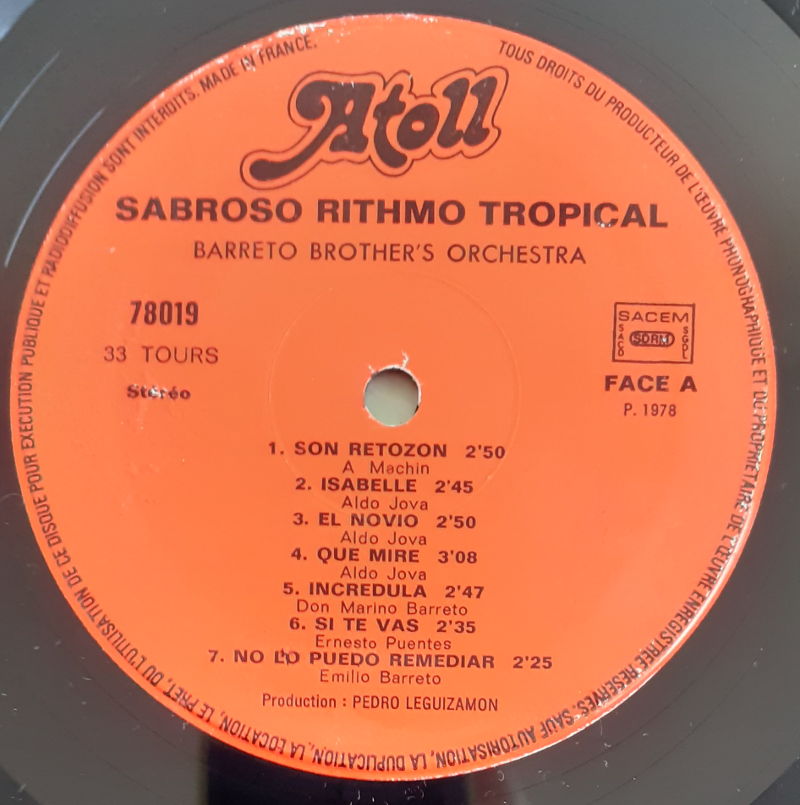 Atoll
SABROSO RITHMO TROPICAL
BARRETO BROTHER'S ORCHESTRA
78019
33 TOURS
Stéréo
SACEM
SACD
SDRM
SGDL
FACE A
P. 1978
1. SON RETOZON 2'50
A Machin
2. ISABELLE 2'45
Aldo Jova
3. EL NOVIO 2'50
Aldo Jova
4. QUE MIRE 3'08
Aldo Jova
5. INCREDULA 2'47
Don Marino Barreto
6. SI TE VAS 2'35
Ernesto Puentes
7. NO LO PUEDO REMEDIAR 2'25
Emilio Barreto
Production : PEDRO LEGUIZAMON
TOUS DROITS DU PRODUCTEUR DE L'ŒUVRE PHONOGRAPHIQUE ET DU PROPRIETAIRE DE L'ŒUVRE ENREGISTREE RESERVES. SAUF AUTORISATION, LA DUPLICATION, LA LOCATION, LE PRET, OU L'UTILISATION DE CE DISQUE POUR EXECUTION PUBLIQUE ET RADIODIFFUSION SONT INTERDITS. MADE IN FRANCE.